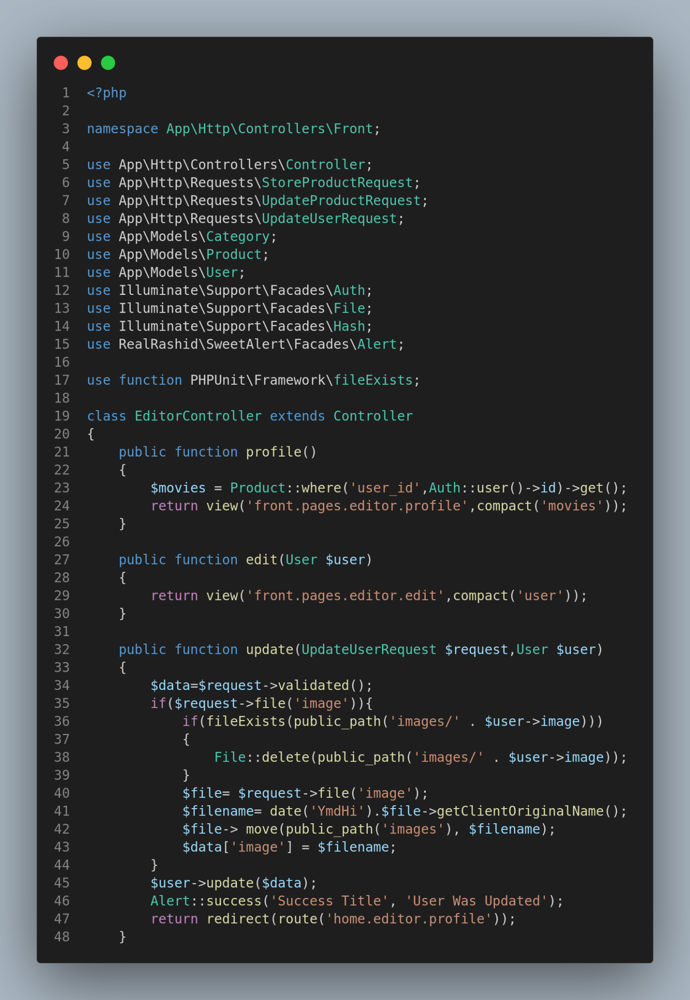 1 <?php
2
3 namespace App\Http\Controllers\Front;
4
5 use App\Http\Controllers\Controller;
6 use App\Http\Requests\StoreProductRequest;
7 use App\Http\Requests\UpdateProductRequest;
8 use App\Http\Requests\UpdateUserRequest;
9 use App\Models\Category;
10 use App\Models\Product;
11 use App\Models\User;
12 use Illuminate\Support\Facades\Auth;
13 use Illuminate\Support\Facades\File;
14 use Illuminate\Support\Facades\Hash;
15 use RealRashid\SweetAlert\Facades\Alert;
16
17 use function PHPUnit\Framework\fileExists;
18
19 class EditorController extends Controller
20 {
21     public function profile()
22     {
23         $movies = Product::where('user_id',Auth::user()->id)->get();
24         return view('front.pages.editor.profile',compact('movies'));
25     }
26
27     public function edit(User $user)
28     {
29         return view('front.pages.editor.edit',compact('user'));
30     }
31
32     public function update(UpdateUserRequest $request,User $user)
33     {
34         $data=$request->validated();
35         if($request->file('image')){
36             if(fileExists(public_path('images/' . $user->image)))
37             {
38                 File::delete(public_path('images/' . $user->image));
39             }
40             $file= $request->file('image');
41             $filename= date('YmdHi').$file->getClientOriginalName();
42             $file-> move(public_path('images'), $filename);
43             $data['image'] = $filename;
44         }
45         $user->update($data);
46         Alert::success('Success Title', 'User Was Updated');
47         return redirect(route('home.editor.profile'));
48     }